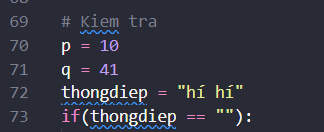 69 # Kiem tra
70 p = 10
71 q = 41
72 thongdiep = "hí hí"
73 if(thongdiep == ""):